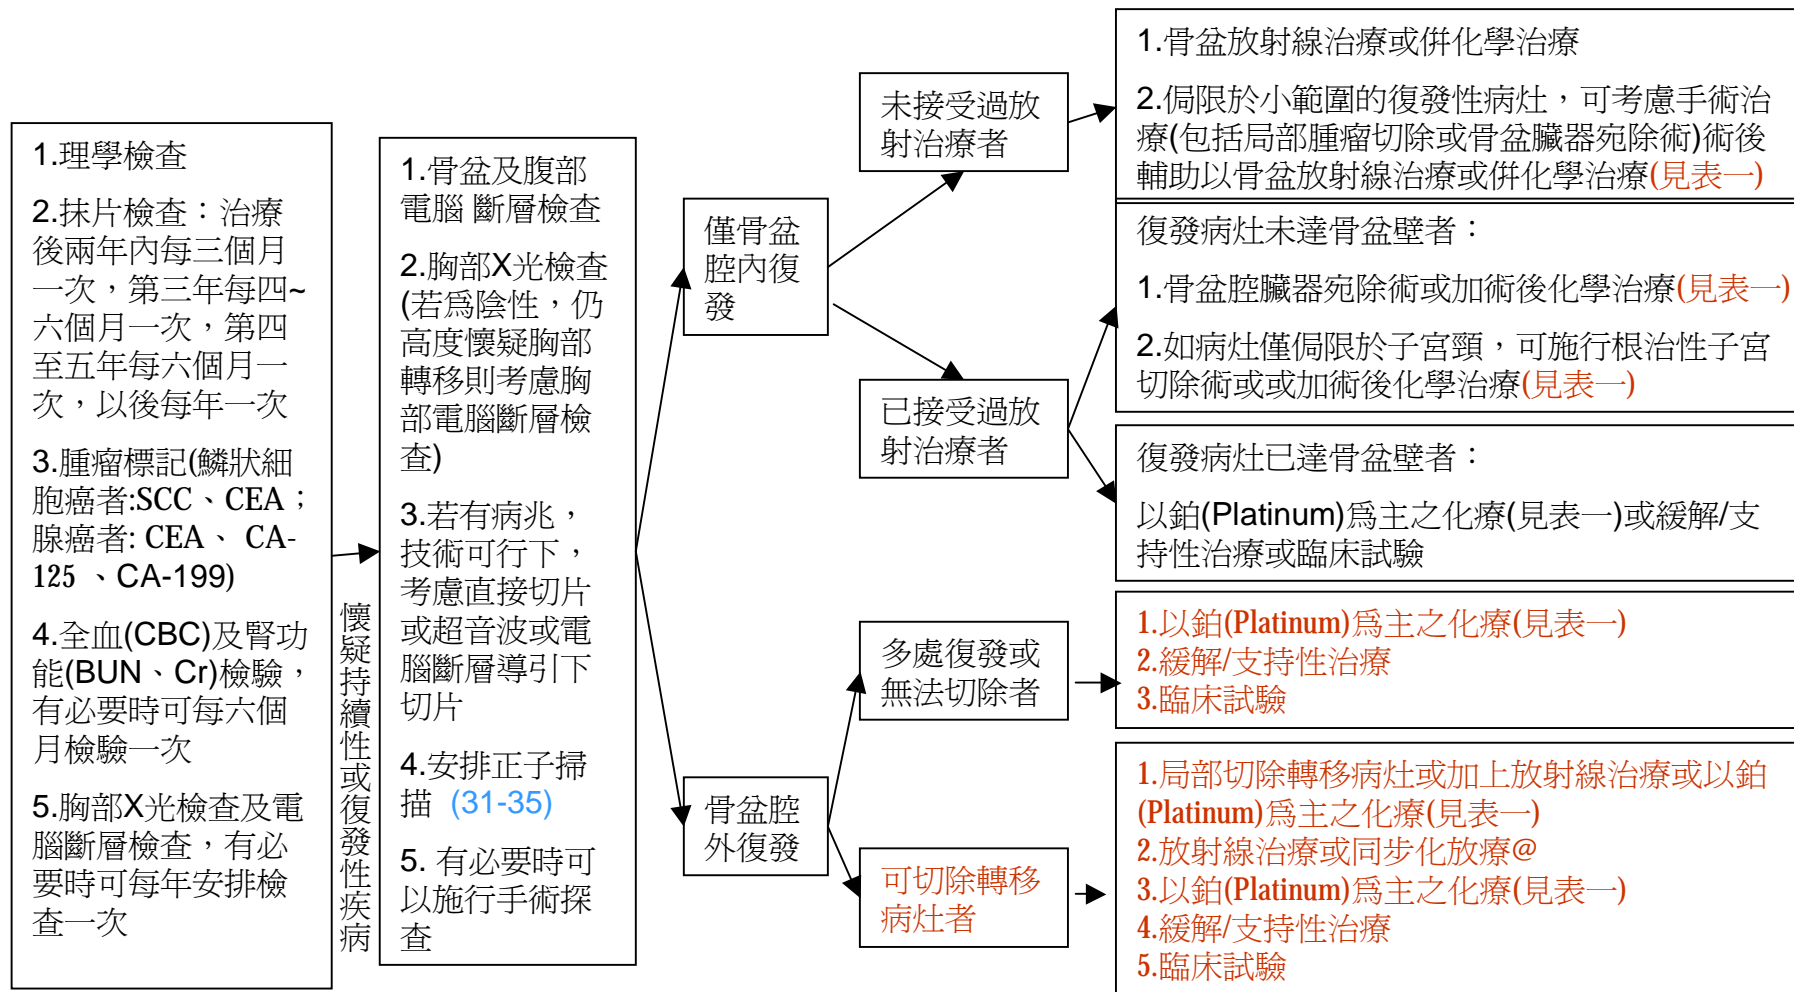 1.理學檢查
2.抹片檢查：治療
後兩年內每三個月
一次，第三年每四~
六個月一次，第四
至五年每六個月一
次，以後每年一次
3.腫瘤標記(鱗狀細
胞癌者:SCC、CEA；
腺癌者: CEA、 CA-
125 、CA-199)
4.全血(CBC)及腎功
能(BUN、Cr)檢驗，
有必要時可每六個
月檢驗一次
5.胸部X光檢查及電
腦斷層檢查，有必
要時可每年安排檢
查一次
懷疑持續性或復發性疾病
1.骨盆及腹部
電腦 斷層檢查
2.胸部X光檢查
(若為陰性，仍
高度懷疑胸部
轉移則考慮胸
部電腦斷層檢
查)
3.若有病兆，
技術可行下，
考慮直接切片
或超音波或電
腦斷層導引下
切片
4.安排正子掃
描 (31-35)
5. 有必要時可
以施行手術探
查
僅骨盆
腔內復
發
骨盆腔
外復發
未接受過放
射治療者
已接受過放
射治療者
多處復發或
無法切除者
可切除轉移
病灶者
1.骨盆放射線治療或併化學治療
2.侷限於小範圍的復發性病灶，可考慮手術治
療(包括局部腫瘤切除或骨盆臟器宛除術)術後
輔助以骨盆放射線治療或併化學治療(見表一)
復發病灶未達骨盆壁者：
1.骨盆腔臟器宛除術或加術後化學治療(見表一)
2.如病灶僅侷限於子宮頸，可施行根治性子宮
切除術或或加術後化學治療(見表一)
復發病灶已達骨盆壁者：
以鉑(Platinum)為主之化療(見表一)或緩解/支
持性治療或臨床試驗
1.以鉑(Platinum)為主之化療(見表一)
2.緩解/支持性治療
3.臨床試驗
1.局部切除轉移病灶或加上放射線治療或以鉑
(Platinum)為主之化療(見表一)
2.放射線治療或同步化放療@
3.以鉑(Platinum)為主之化療(見表一)
4.緩解/支持性治療
5.臨床試驗